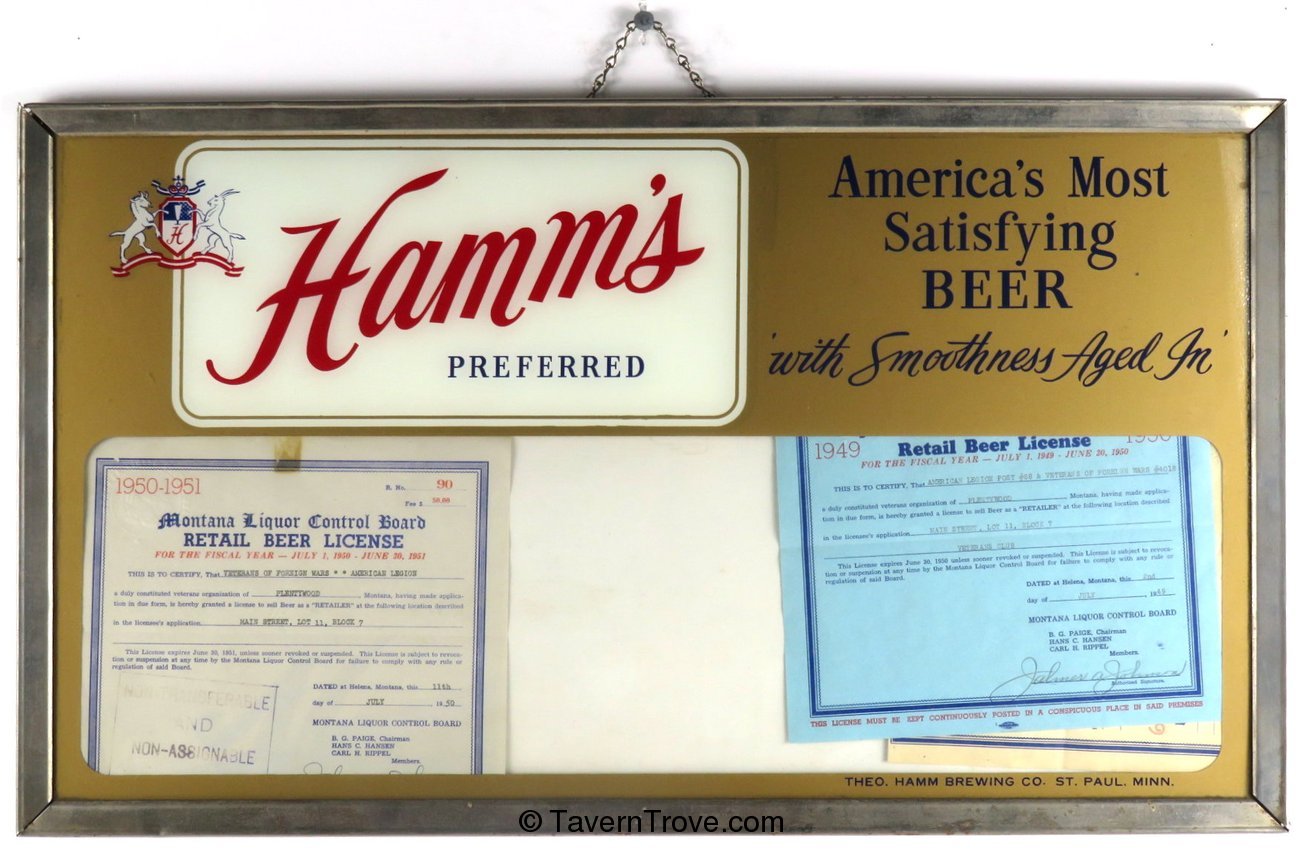 H
Hamm's
PREFERRED
America's Most
Satisfying
BEER
'with Smoothness Aged In'
1950-1951
R. No. 90
Fee $ 50.00
Montana Liquor Control Board
RETAIL BEER LICENSE
FOR THE FISCAL YEAR — JULY 1, 1950 - JUNE 30, 1951
THIS IS TO CERTIFY, That VETERANS OF FOREIGN WARS * * AMERICAN LEGION
a duly constituted veterans organization of PLENTYWOOD, Montana, having made applica-
tion in due form, is hereby granted a license to sell Beer as a "RETAILER" at the following location described
in the licensee's application MAIN STREET, LOT 11, BLOCK 7
This License expires June 30, 1951, unless sooner revoked or suspended. This License is subject to revoca-
tion or suspension at any time by the Montana Liquor Control Board for failure to comply with any rule or
regulation of said Board.
NON-TRANSFERABLE
AND
NON-ASSIGNABLE
DATED at Helena, Montana, this 11th
day of JULY, 1950
MONTANA LIQUOR CONTROL BOARD
B. G. PAIGE, Chairman
HANS C. HANSEN
CARL H. RIPPEL
Members.
1949 1950
Retail Beer License
FOR THE FISCAL YEAR — JULY 1, 1949 - JUNE 30, 1950
THIS IS TO CERTIFY, That AMERICAN LEGION POST #58 & VETERANS OF FOREIGN WARS #4018
a duly constituted veterans organization of PLENTYWOOD, Montana, having made applica-
tion in due form, is hereby granted a license to sell Beer as a "RETAILER" at the following location described
in the licensee's application MAIN STREET, LOT 11, BLOCK 7
VETERANS CLUB
This License expires June 30, 1950 unless sooner revoked or suspended. This License is subject to revoca-
tion or suspension at any time by the Montana Liquor Control Board for failure to comply with any rule or
regulation of said Board.
DATED at Helena, Montana, this 2nd
day of JULY, 1949
MONTANA LIQUOR CONTROL BOARD
B. G. PAIGE, Chairman
HANS C. HANSEN
CARL H. RIPPEL
Members.
Authorized Signature.
THIS LICENSE MUST BE KEPT CONTINUOUSLY POSTED IN A CONSPICUOUS PLACE IN SAID PREMISES
THEO. HAMM BREWING CO. ST. PAUL, MINN.
© TavernTrove.com